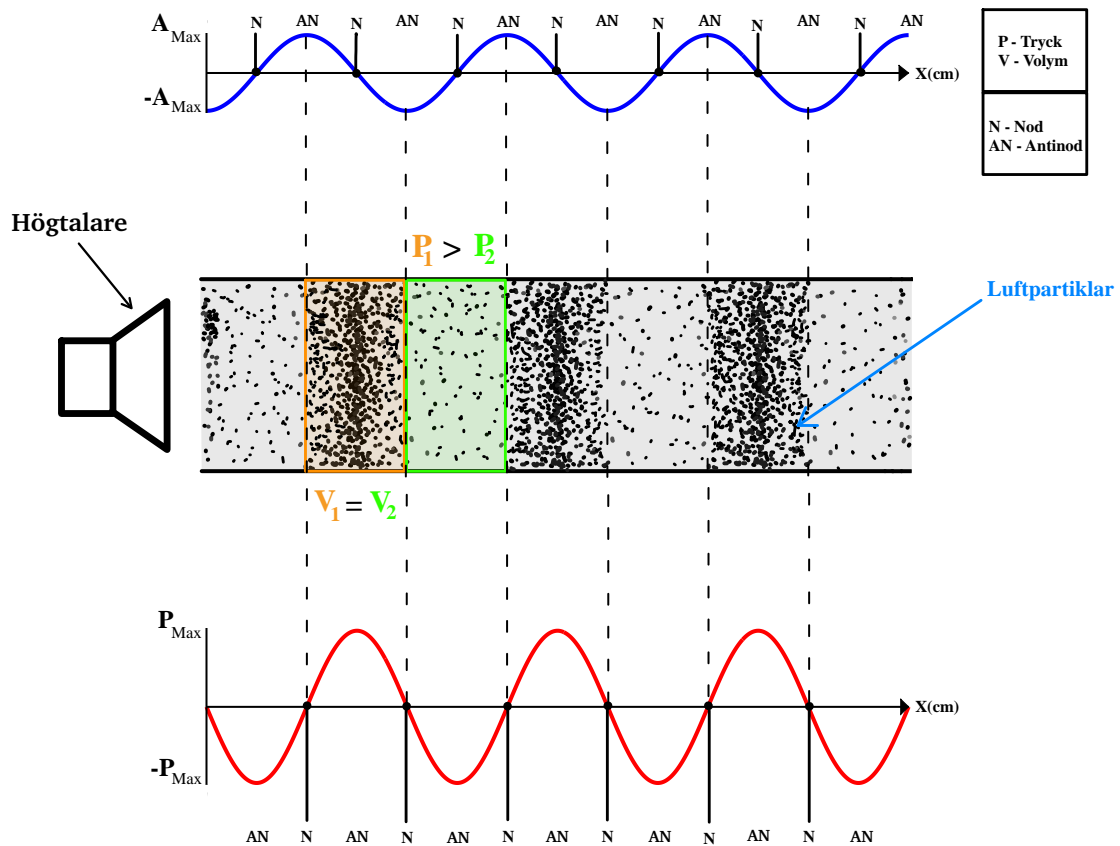 A Max
N AN N AN N AN N AN N AN N AN N AN
-A Max
X(cm)
P - Tryck
V - Volym
N - Nod
AN - Antinod
Högtalare
P1 > P2
Luftpartiklar
V1 = V2
P Max
X(cm)
-P Max
AN N AN N AN N AN N AN N AN N AN